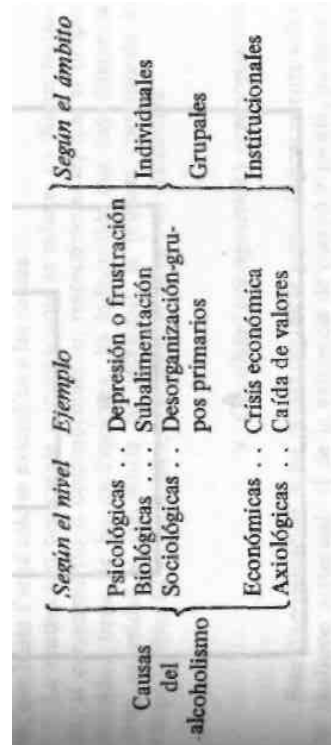 Según el nivel Ejemplo Según el ámbito
Psicológicas . . Depresión o frustración
Causas Biológicas . . . Subalimentación Individuales
del Sociológicas . . Desorganización-gru-
alcoholismo pos primarios Grupales
Económicas . . Crisis económica Institucionales
Axiológicas . . Caída de valores